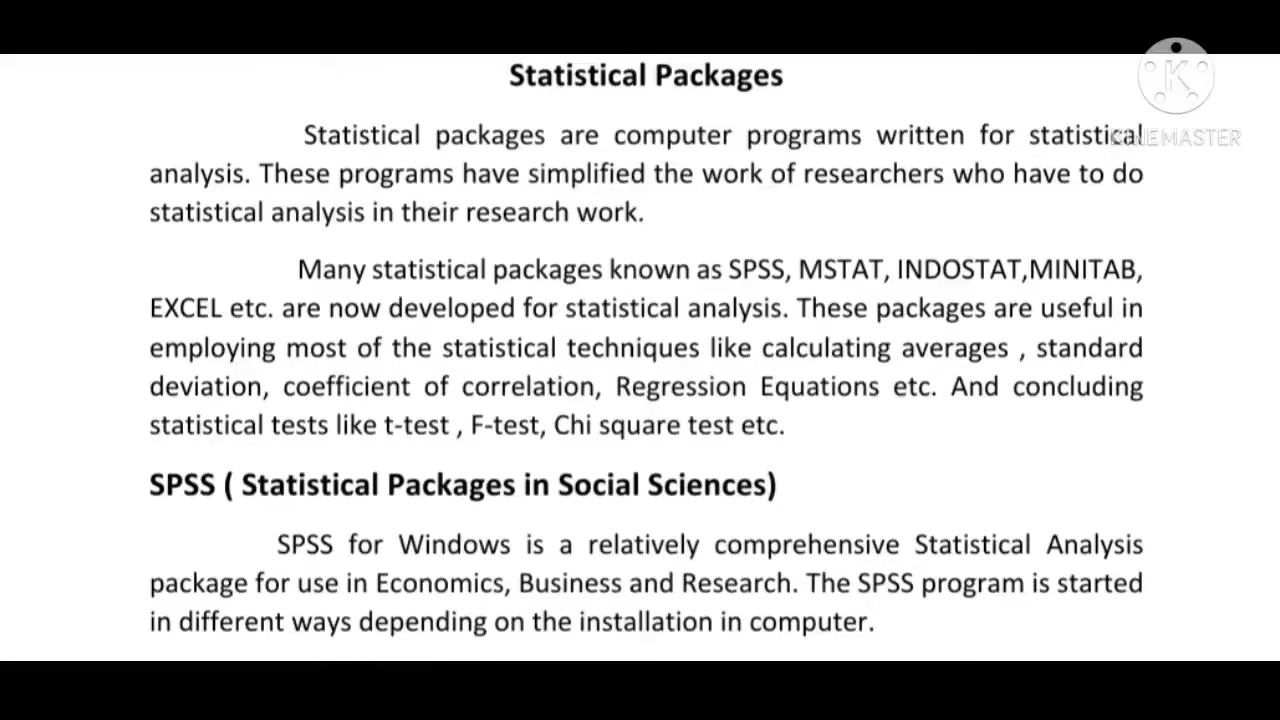 Statistical Packages
K
KINEMASTER
Statistical packages are computer programs written for statistical
analysis. These programs have simplified the work of researchers who have to do
statistical analysis in their research work.
Many statistical packages known as SPSS, MSTAT, INDOSTAT,MINITAB,
EXCEL etc. are now developed for statistical analysis. These packages are useful in
employing most of the statistical techniques like calculating averages , standard
deviation, coefficient of correlation, Regression Equations etc. And concluding
statistical tests like t-test , F-test, Chi square test etc.
SPSS ( Statistical Packages in Social Sciences)
SPSS for Windows is a relatively comprehensive Statistical Analysis
package for use in Economics, Business and Research. The SPSS program is started
in different ways depending on the installation in computer.